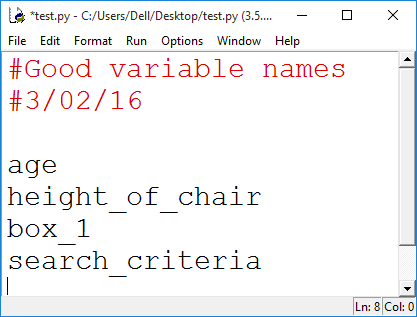 *test.py - C:/Users/Dell/Desktop/test.py (3.5....
File Edit Format Run Options Window Help
#Good variable names
#3/02/16
age
height_of_chair
box_1
search_criteria
Ln: 8 Col: 0